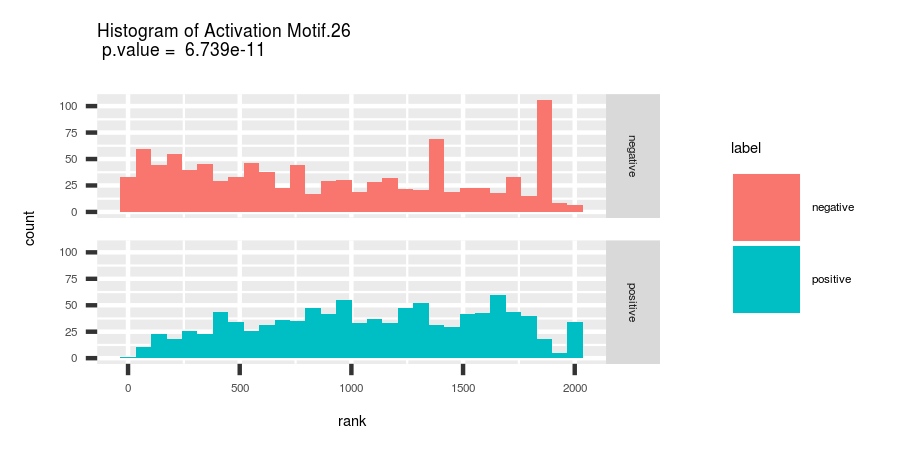 Histogram of Activation Motif.26
p.value = 6.739e-11
count
100
75
50
25
0
negative
100
75
50
25
0
positive
0 500 1000 1500 2000
rank
label
negative
positive